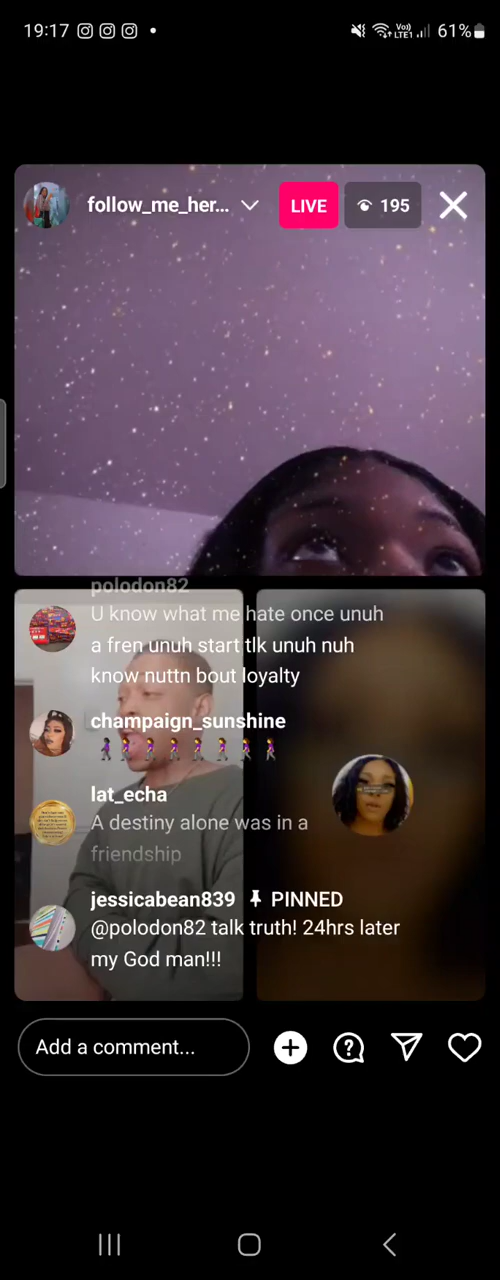 19:17
Vo))
LTE1
61%
follow_me_her...
LIVE
195
polodon82
U know what me hate once unuh
a fren unuh start tlk unuh nuh
know nuttn bout loyalty
champaign_sunshine
lat_echa
A destiny alone was in a
friendship
jessicabean839 PINNED
@polodon82 talk truth! 24hrs later
my God man!!!
Add a comment...